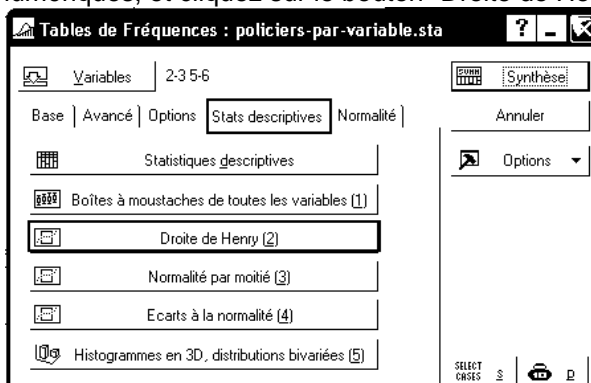 Tables de Fréquences : policiers-par-variable.sta
Variables 2-3 5-6
Synthèse
Base Avancé Options Stats descriptives Normalité
Annuler
Statistiques descriptives
Options
Boîtes à moustaches de toutes les variables (1)
Droite de Henry (2)
Normalité par moitié (3)
Ecarts à la normalité (4)
Histogrammes en 3D, distributions bivariées (5)
SELECT CASES S D